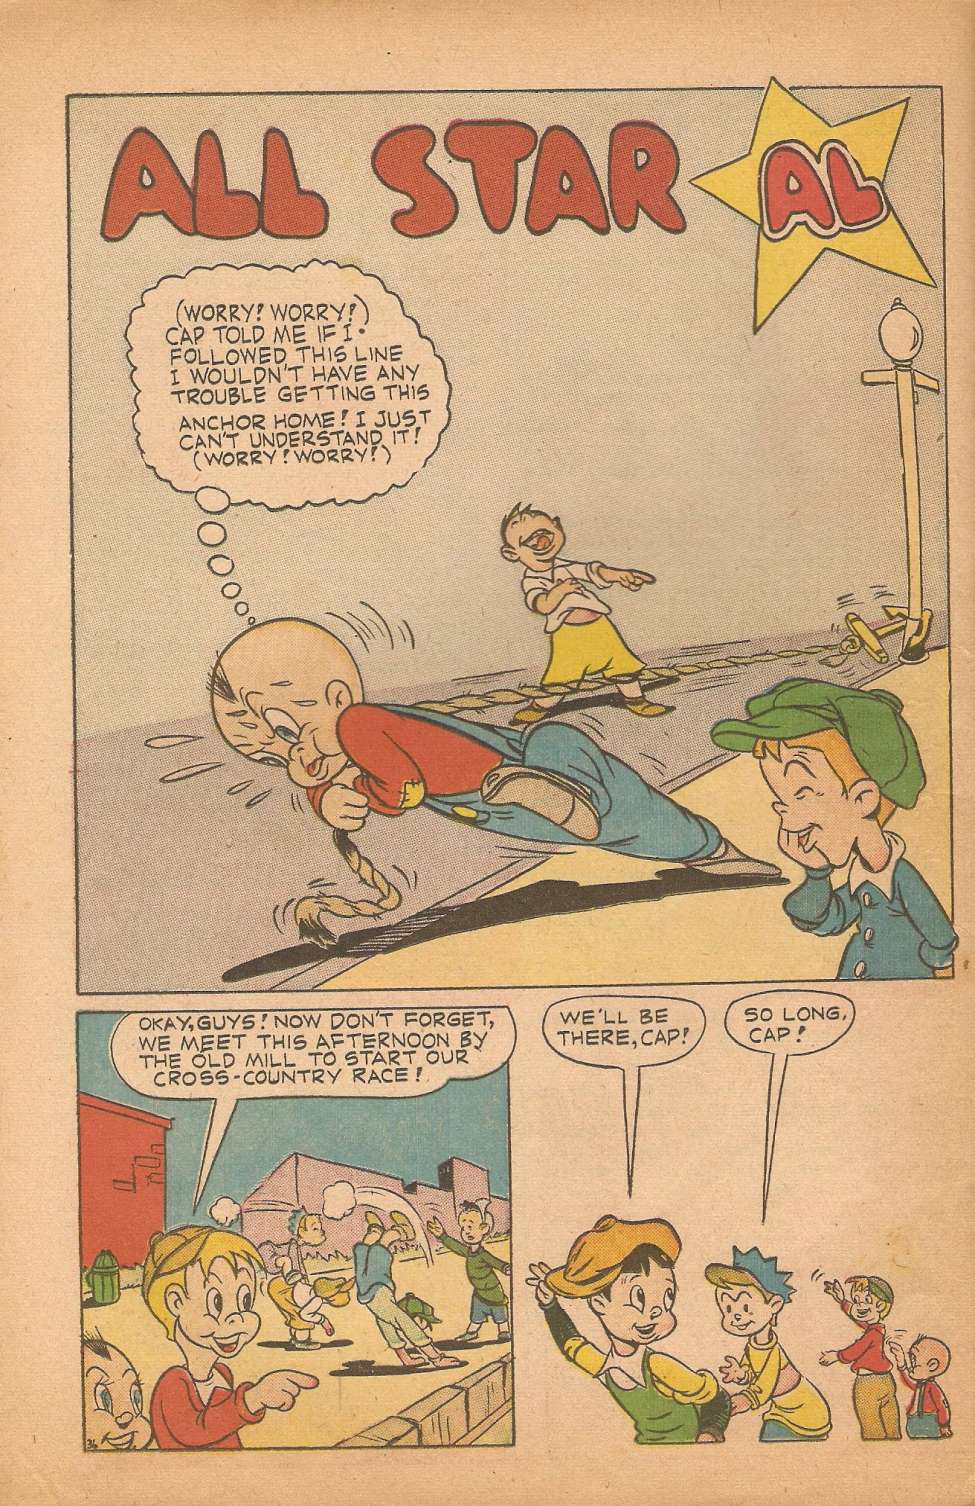 ALL STAR AL
(WORRY! WORRY!)
CAP TOLD ME IF I
FOLLOWED THIS LINE
I WOULDN'T HAVE ANY
TROUBLE GETTING THIS
ANCHOR HOME! I JUST
CAN'T UNDERSTAND IT!
(WORRY! WORRY!)
OKAY, GUYS! NOW DON'T FORGET,
WE MEET THIS AFTERNOON BY
THE OLD MILL TO START OUR
CROSS-COUNTRY RACE!
WE'LL BE
THERE, CAP!
SO LONG,
CAP!
36